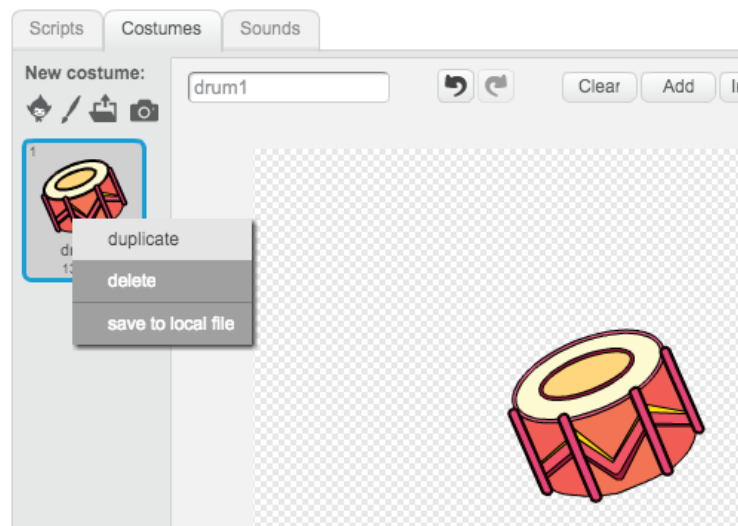 Scripts Costumes Sounds
New costume:
drum1
Clear Add
1
duplicate
delete
save to local file